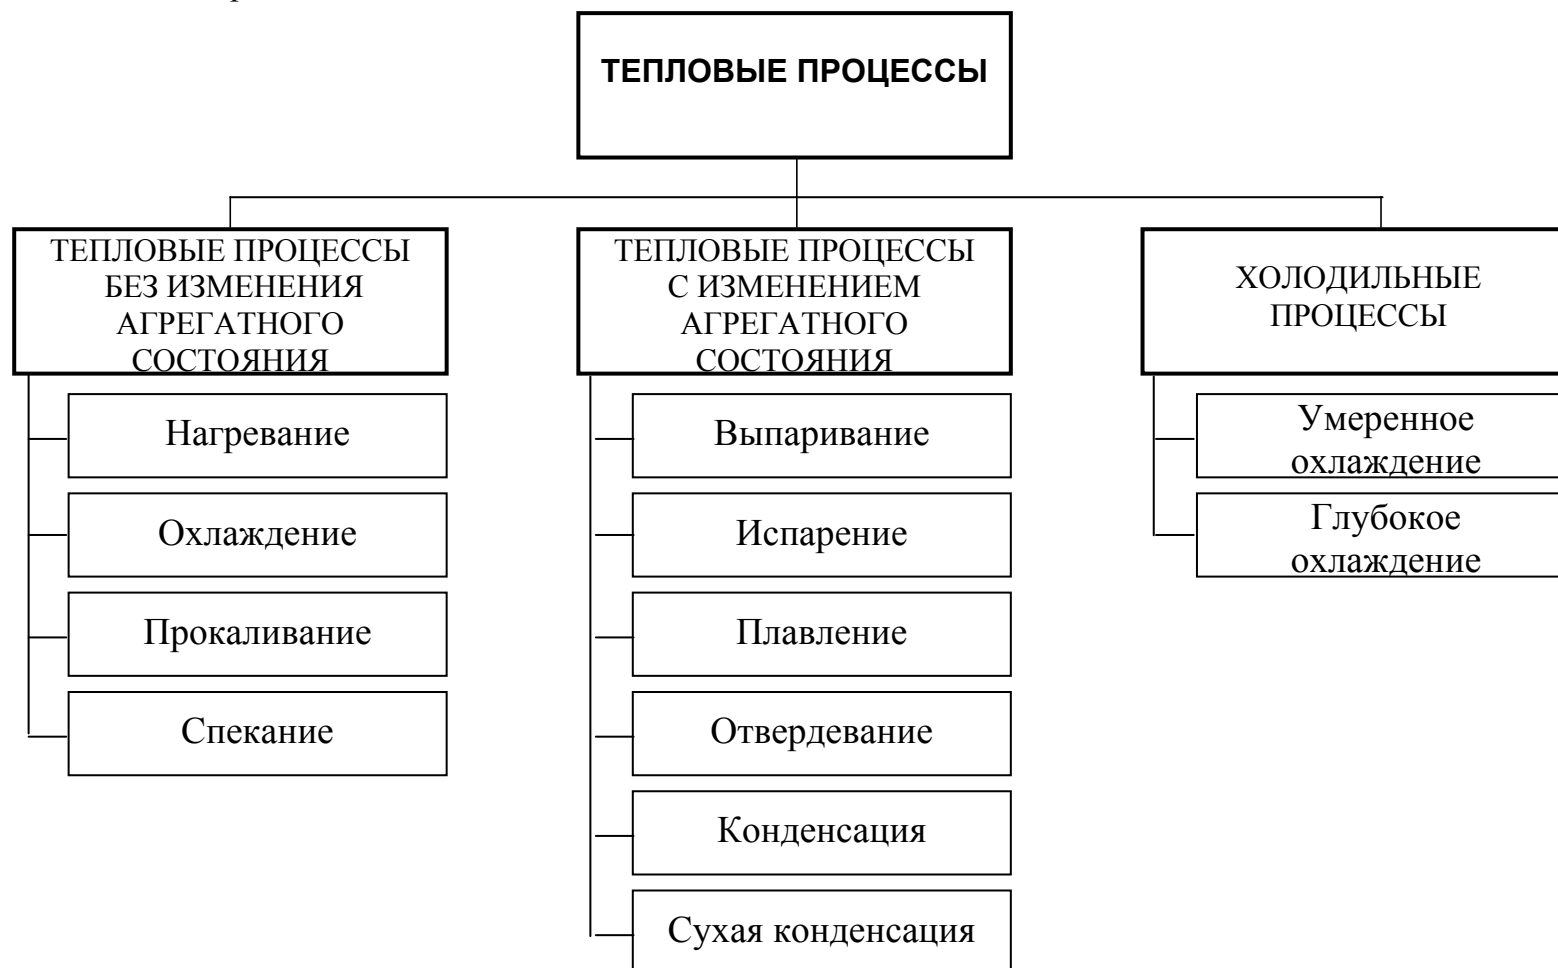 ТЕПЛОВЫЕ ПРОЦЕССЫ
ТЕПЛОВЫЕ ПРОЦЕССЫ
БЕЗ ИЗМЕНЕНИЯ
АГРЕГАТНОГО
СОСТОЯНИЯ
Нагревание
Охлаждение
Прокаливание
Спекание
ТЕПЛОВЫЕ ПРОЦЕССЫ
С ИЗМЕНЕНИЕМ
АГРЕГАТНОГО
СОСТОЯНИЯ
Выпаривание
Испарение
Плавление
Отвердевание
Конденсация
Сухая конденсация
ХОЛОДИЛЬНЫЕ
ПРОЦЕССЫ
Умеренное
охлаждение
Глубокое
охлаждение